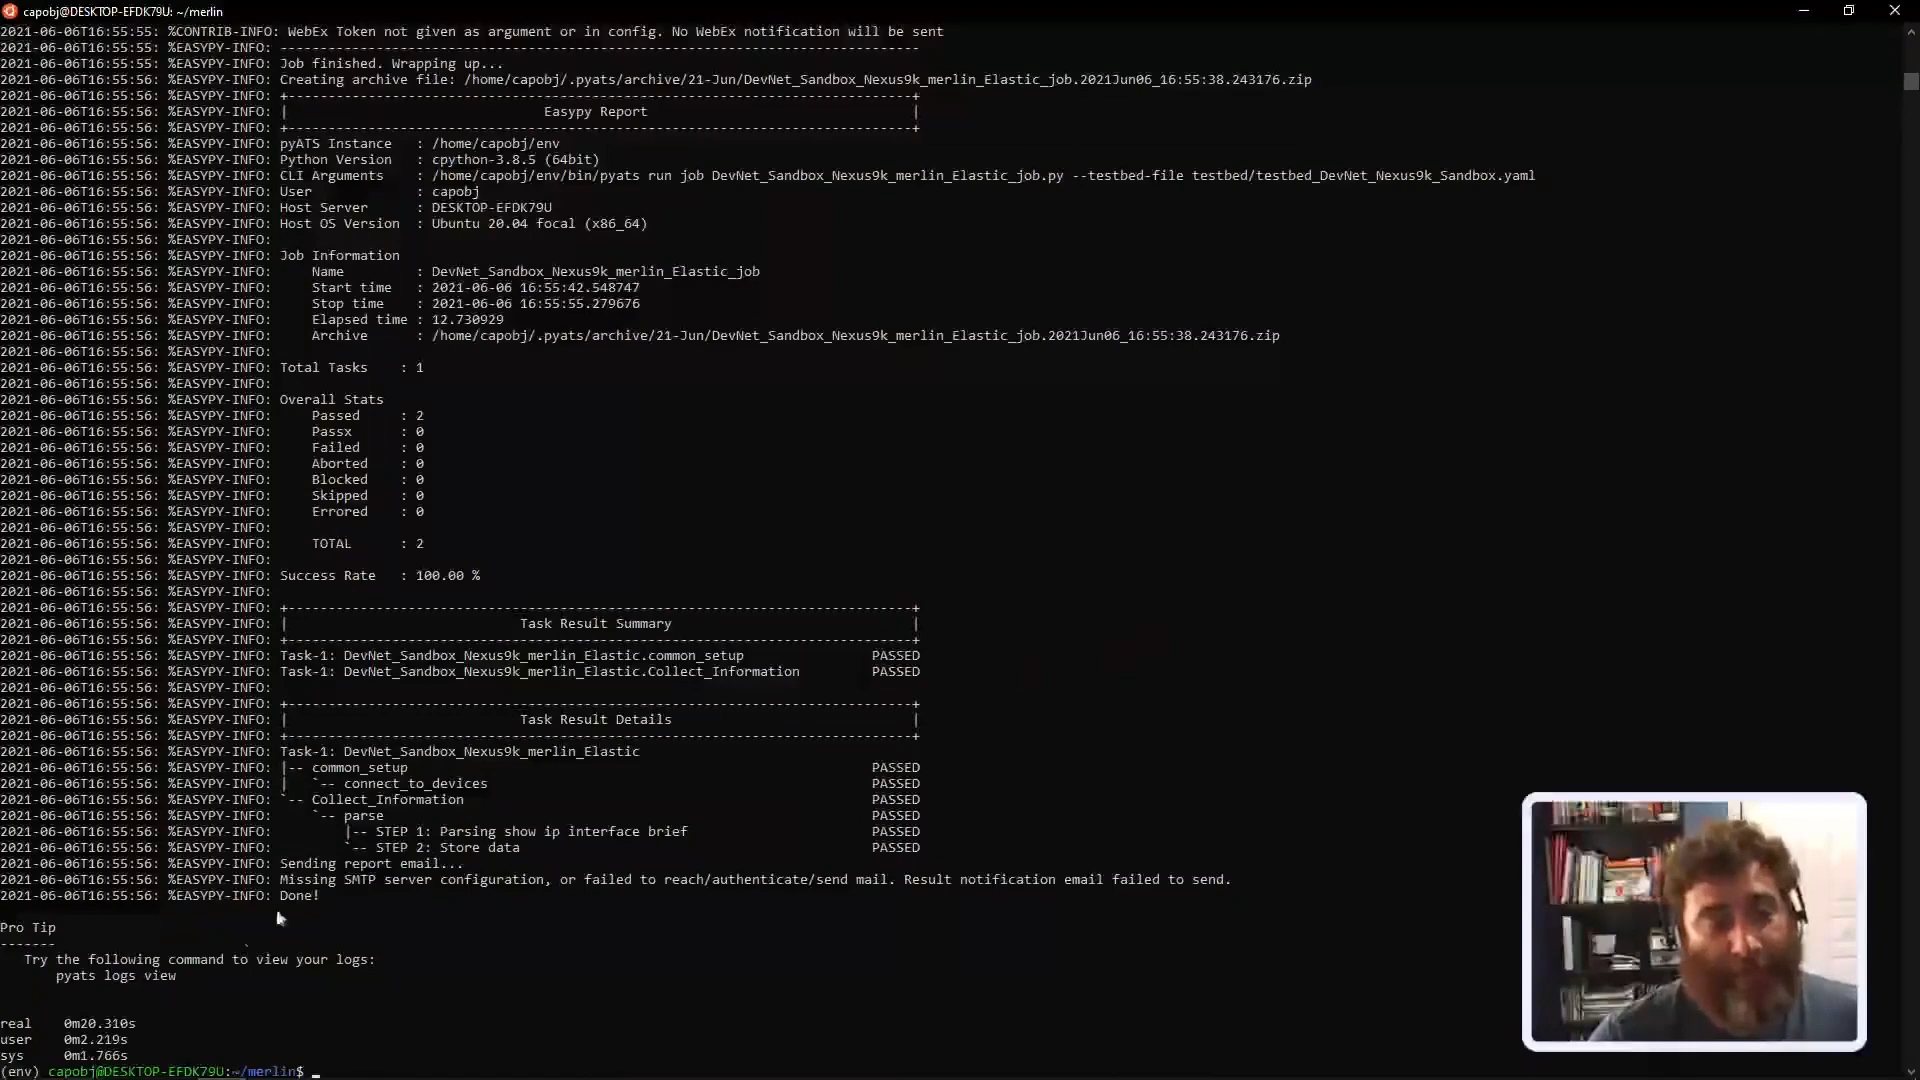 capobj@DESKTOP-EFDK79U: ~/merlin
2021-06-06T16:55:55: %CONTRIB-INFO: WebEx Token not given as argument or in config. No WebEx notification will be sent
2021-06-06T16:55:55: %EASYPY-INFO: --------------------------------------------------------------------------------
2021-06-06T16:55:55: %EASYPY-INFO: Job finished. Wrapping up...
2021-06-06T16:55:56: %EASYPY-INFO: Creating archive file: /home/capobj/.pyats/archive/21-Jun/DevNet_Sandbox_Nexus9k_merlin_Elastic_job.2021Jun06_16:55:38.243176.zip
2021-06-06T16:55:56: %EASYPY-INFO: +------------------------------------------------------------------------------+
2021-06-06T16:55:56: %EASYPY-INFO: |                                Easypy Report                                 |
2021-06-06T16:55:56: %EASYPY-INFO: +------------------------------------------------------------------------------+
2021-06-06T16:55:56: %EASYPY-INFO: pyATS Instance   : /home/capobj/env
2021-06-06T16:55:56: %EASYPY-INFO: Python Version   : cpython-3.8.5 (64bit)
2021-06-06T16:55:56: %EASYPY-INFO: CLI Arguments    : /home/capobj/env/bin/pyats run job DevNet_Sandbox_Nexus9k_merlin_Elastic_job.py --testbed-file testbed/testbed_DevNet_Nexus9k_Sandbox.yaml
2021-06-06T16:55:56: %EASYPY-INFO: User             : capobj
2021-06-06T16:55:56: %EASYPY-INFO: Host Server      : DESKTOP-EFDK79U
2021-06-06T16:55:56: %EASYPY-INFO: Host OS Version  : Ubuntu 20.04 focal (x86_64)
2021-06-06T16:55:56: %EASYPY-INFO:
2021-06-06T16:55:56: %EASYPY-INFO: Job Information
2021-06-06T16:55:56: %EASYPY-INFO:     Name         : DevNet_Sandbox_Nexus9k_merlin_Elastic_job
2021-06-06T16:55:56: %EASYPY-INFO:     Start time   : 2021-06-06 16:55:42.548747
2021-06-06T16:55:56: %EASYPY-INFO:     Stop time    : 2021-06-06 16:55:55.279676
2021-06-06T16:55:56: %EASYPY-INFO:     Elapsed time : 12.730929
2021-06-06T16:55:56: %EASYPY-INFO:     Archive      : /home/capobj/.pyats/archive/21-Jun/DevNet_Sandbox_Nexus9k_merlin_Elastic_job.2021Jun06_16:55:38.243176.zip
2021-06-06T16:55:56: %EASYPY-INFO:
2021-06-06T16:55:56: %EASYPY-INFO: Total Tasks    : 1
2021-06-06T16:55:56: %EASYPY-INFO:
2021-06-06T16:55:56: %EASYPY-INFO: Overall Stats
2021-06-06T16:55:56: %EASYPY-INFO:     Passed     : 2
2021-06-06T16:55:56: %EASYPY-INFO:     Passx      : 0
2021-06-06T16:55:56: %EASYPY-INFO:     Failed     : 0
2021-06-06T16:55:56: %EASYPY-INFO:     Aborted    : 0
2021-06-06T16:55:56: %EASYPY-INFO:     Blocked    : 0
2021-06-06T16:55:56: %EASYPY-INFO:     Skipped    : 0
2021-06-06T16:55:56: %EASYPY-INFO:     Errored    : 0
2021-06-06T16:55:56: %EASYPY-INFO:
2021-06-06T16:55:56: %EASYPY-INFO:     TOTAL      : 2
2021-06-06T16:55:56: %EASYPY-INFO:
2021-06-06T16:55:56: %EASYPY-INFO: Success Rate   : 100.00 %
2021-06-06T16:55:56: %EASYPY-INFO:
2021-06-06T16:55:56: %EASYPY-INFO: +------------------------------------------------------------------------------+
2021-06-06T16:55:56: %EASYPY-INFO: |                             Task Result Summary                              |
2021-06-06T16:55:56: %EASYPY-INFO: +------------------------------------------------------------------------------+
2021-06-06T16:55:56: %EASYPY-INFO: Task-1: DevNet_Sandbox_Nexus9k_merlin_Elastic.common_setup                PASSED
2021-06-06T16:55:56: %EASYPY-INFO: Task-1: DevNet_Sandbox_Nexus9k_merlin_Elastic.Collect_Information         PASSED
2021-06-06T16:55:56: %EASYPY-INFO:
2021-06-06T16:55:56: %EASYPY-INFO: +------------------------------------------------------------------------------+
2021-06-06T16:55:56: %EASYPY-INFO: |                             Task Result Details                              |
2021-06-06T16:55:56: %EASYPY-INFO: +------------------------------------------------------------------------------+
2021-06-06T16:55:56: %EASYPY-INFO: Task-1: DevNet_Sandbox_Nexus9k_merlin_Elastic
2021-06-06T16:55:56: %EASYPY-INFO: |-- common_setup                                                          PASSED
2021-06-06T16:55:56: %EASYPY-INFO: |   `-- connect_to_devices                                                PASSED
2021-06-06T16:55:56: %EASYPY-INFO: `-- Collect_Information                                                   PASSED
2021-06-06T16:55:56: %EASYPY-INFO:     `-- parse                                                             PASSED
2021-06-06T16:55:56: %EASYPY-INFO:         |-- STEP 1: Parsing show ip interface brief                       PASSED
2021-06-06T16:55:56: %EASYPY-INFO:         `-- STEP 2: Store data                                            PASSED
2021-06-06T16:55:56: %EASYPY-INFO: Sending report email...
2021-06-06T16:55:56: %EASYPY-INFO: Missing SMTP server configuration, or failed to reach/authenticate/send mail. Result notification email failed to send.
2021-06-06T16:55:56: %EASYPY-INFO: Done!
Pro Tip
-------
   Try the following command to view your logs:
       pyats logs view
real    0m20.310s
user    0m2.219s
sys     0m1.766s
(env) capobj@DESKTOP-EFDK79U:~/merlin$ _